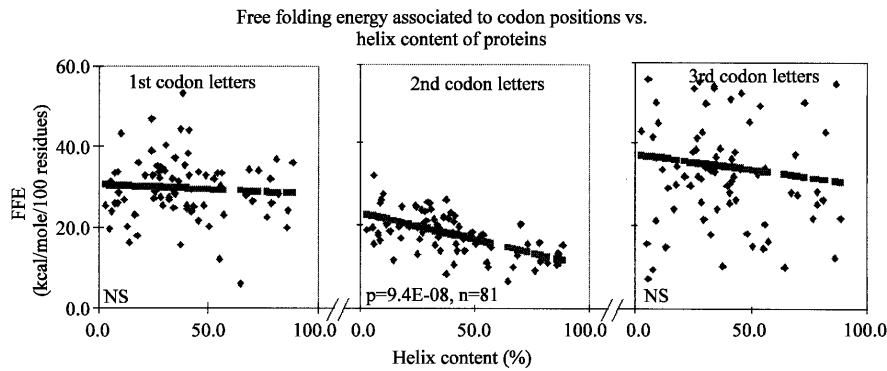 Free folding energy associated to codon positions vs.
helix content of proteins
60.0
40.0
20.0
0.0
FFE
(kcal/mole/100 residues)
1st codon letters
2nd codon letters
3rd codon letters
NS
p=9.4E-08, n=81
NS
0.0 50.0 100.0 0.0 50.0 100.0 0.0 50.0 100.0
Helix content (%)